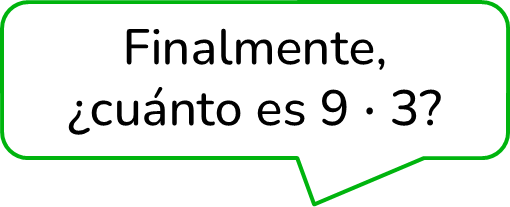 Finalmente,
¿cuánto es 9 · 3?